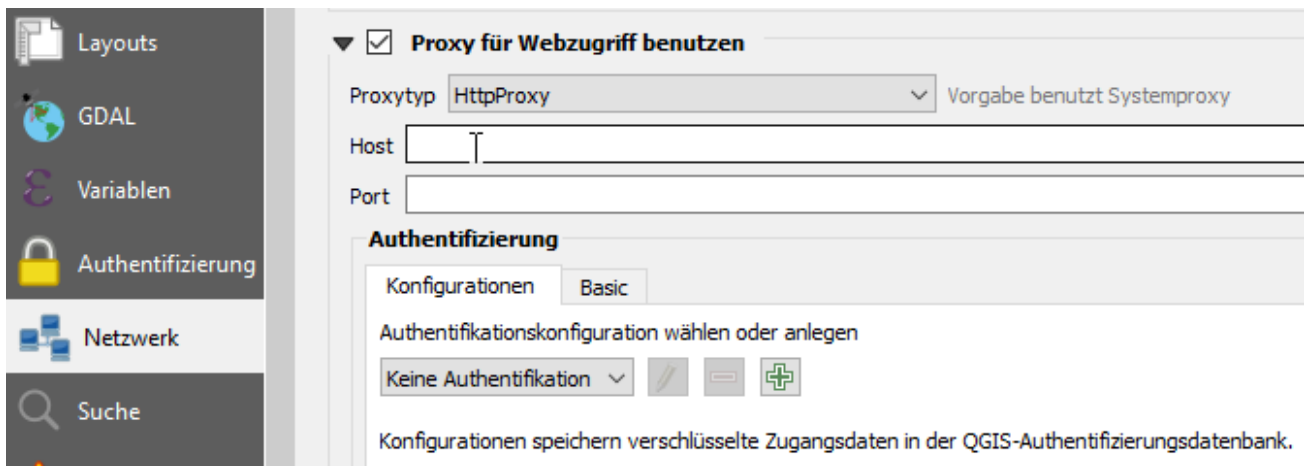 Layouts
GDAL
Variablen
Authentifizierung
Netzwerk
Suche
Proxy für Webzugriff benutzen
Proxytyp HttpProxy Vorgabe benutzt Systemproxy
Host
Port
Authentifizierung
Konfigurationen Basic
Authentifikationskonfiguration wählen oder anlegen
Keine Authentifikation
Konfigurationen speichern verschlüsselte Zugangsdaten in der QGIS-Authentifizierungsdatenbank.